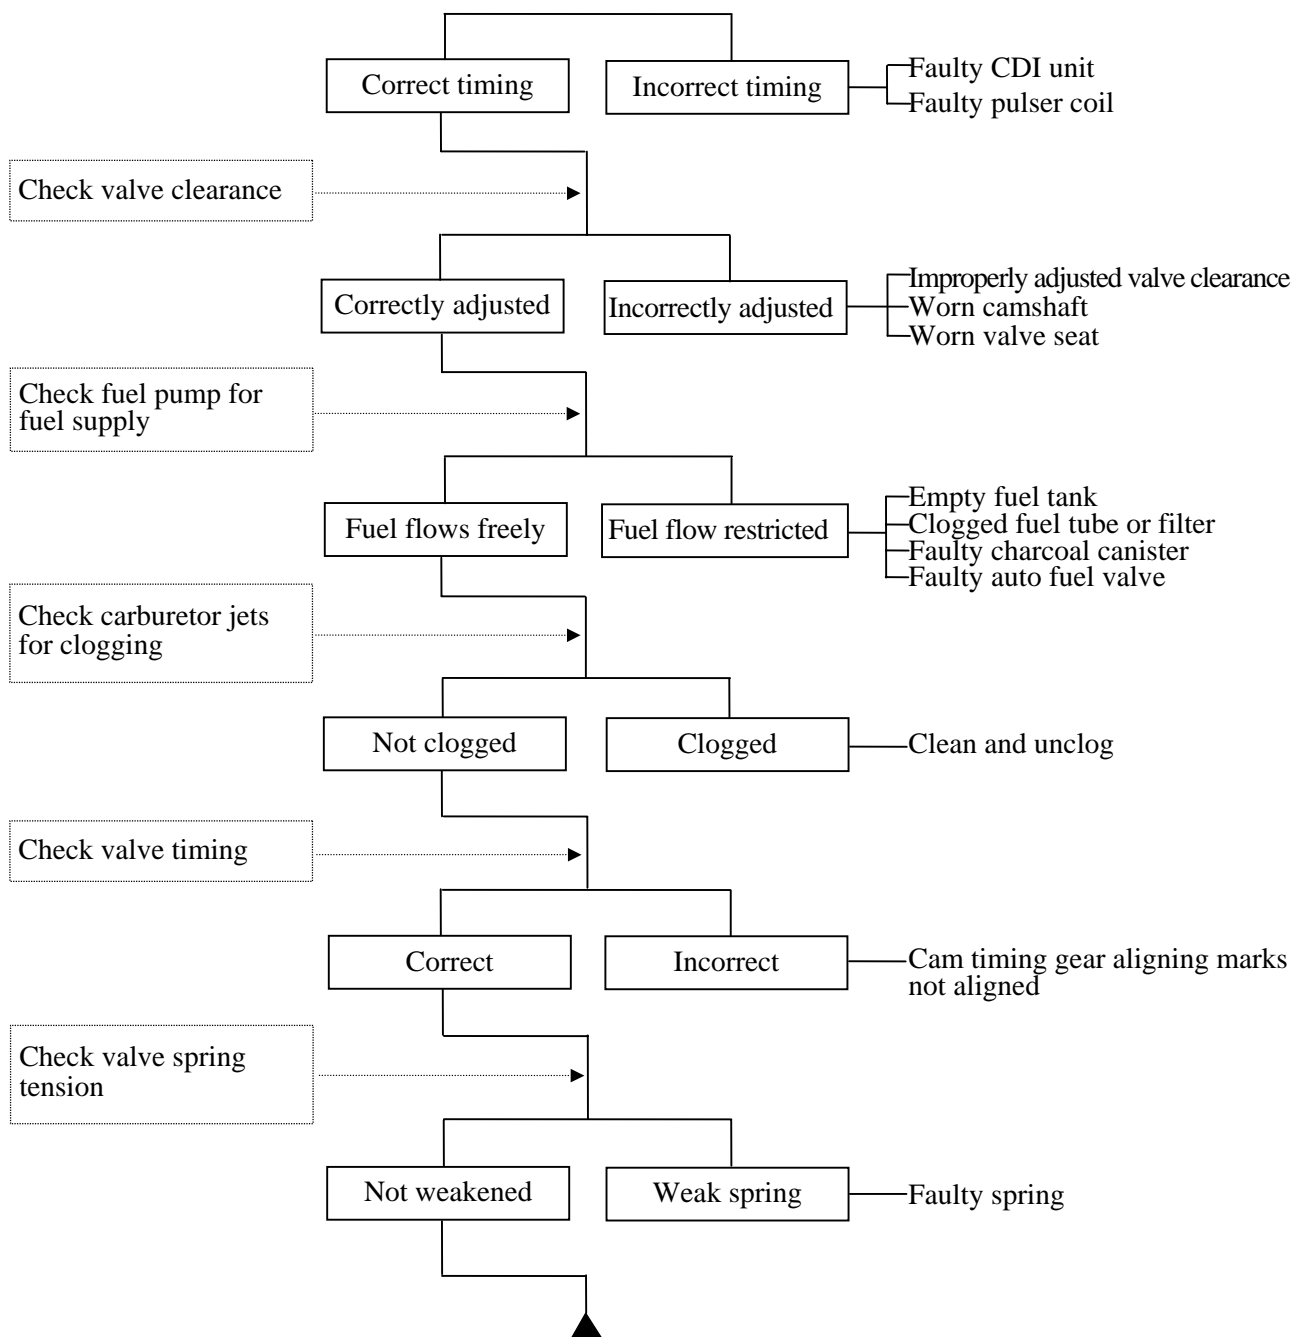 Correct timing
Incorrect timing
Faulty CDI unit
Faulty pulser coil
Check valve clearance
Correctly adjusted
Incorrectly adjusted
Improperly adjusted valve clearance
Worn camshaft
Worn valve seat
Check fuel pump for
fuel supply
Fuel flows freely
Fuel flow restricted
Empty fuel tank
Clogged fuel tube or filter
Faulty charcoal canister
Faulty auto fuel valve
Check carburetor jets
for clogging
Not clogged
Clogged
Clean and unclog
Check valve timing
Correct
Incorrect
Cam timing gear aligning marks
not aligned
Check valve spring
tension
Not weakened
Weak spring
Faulty spring